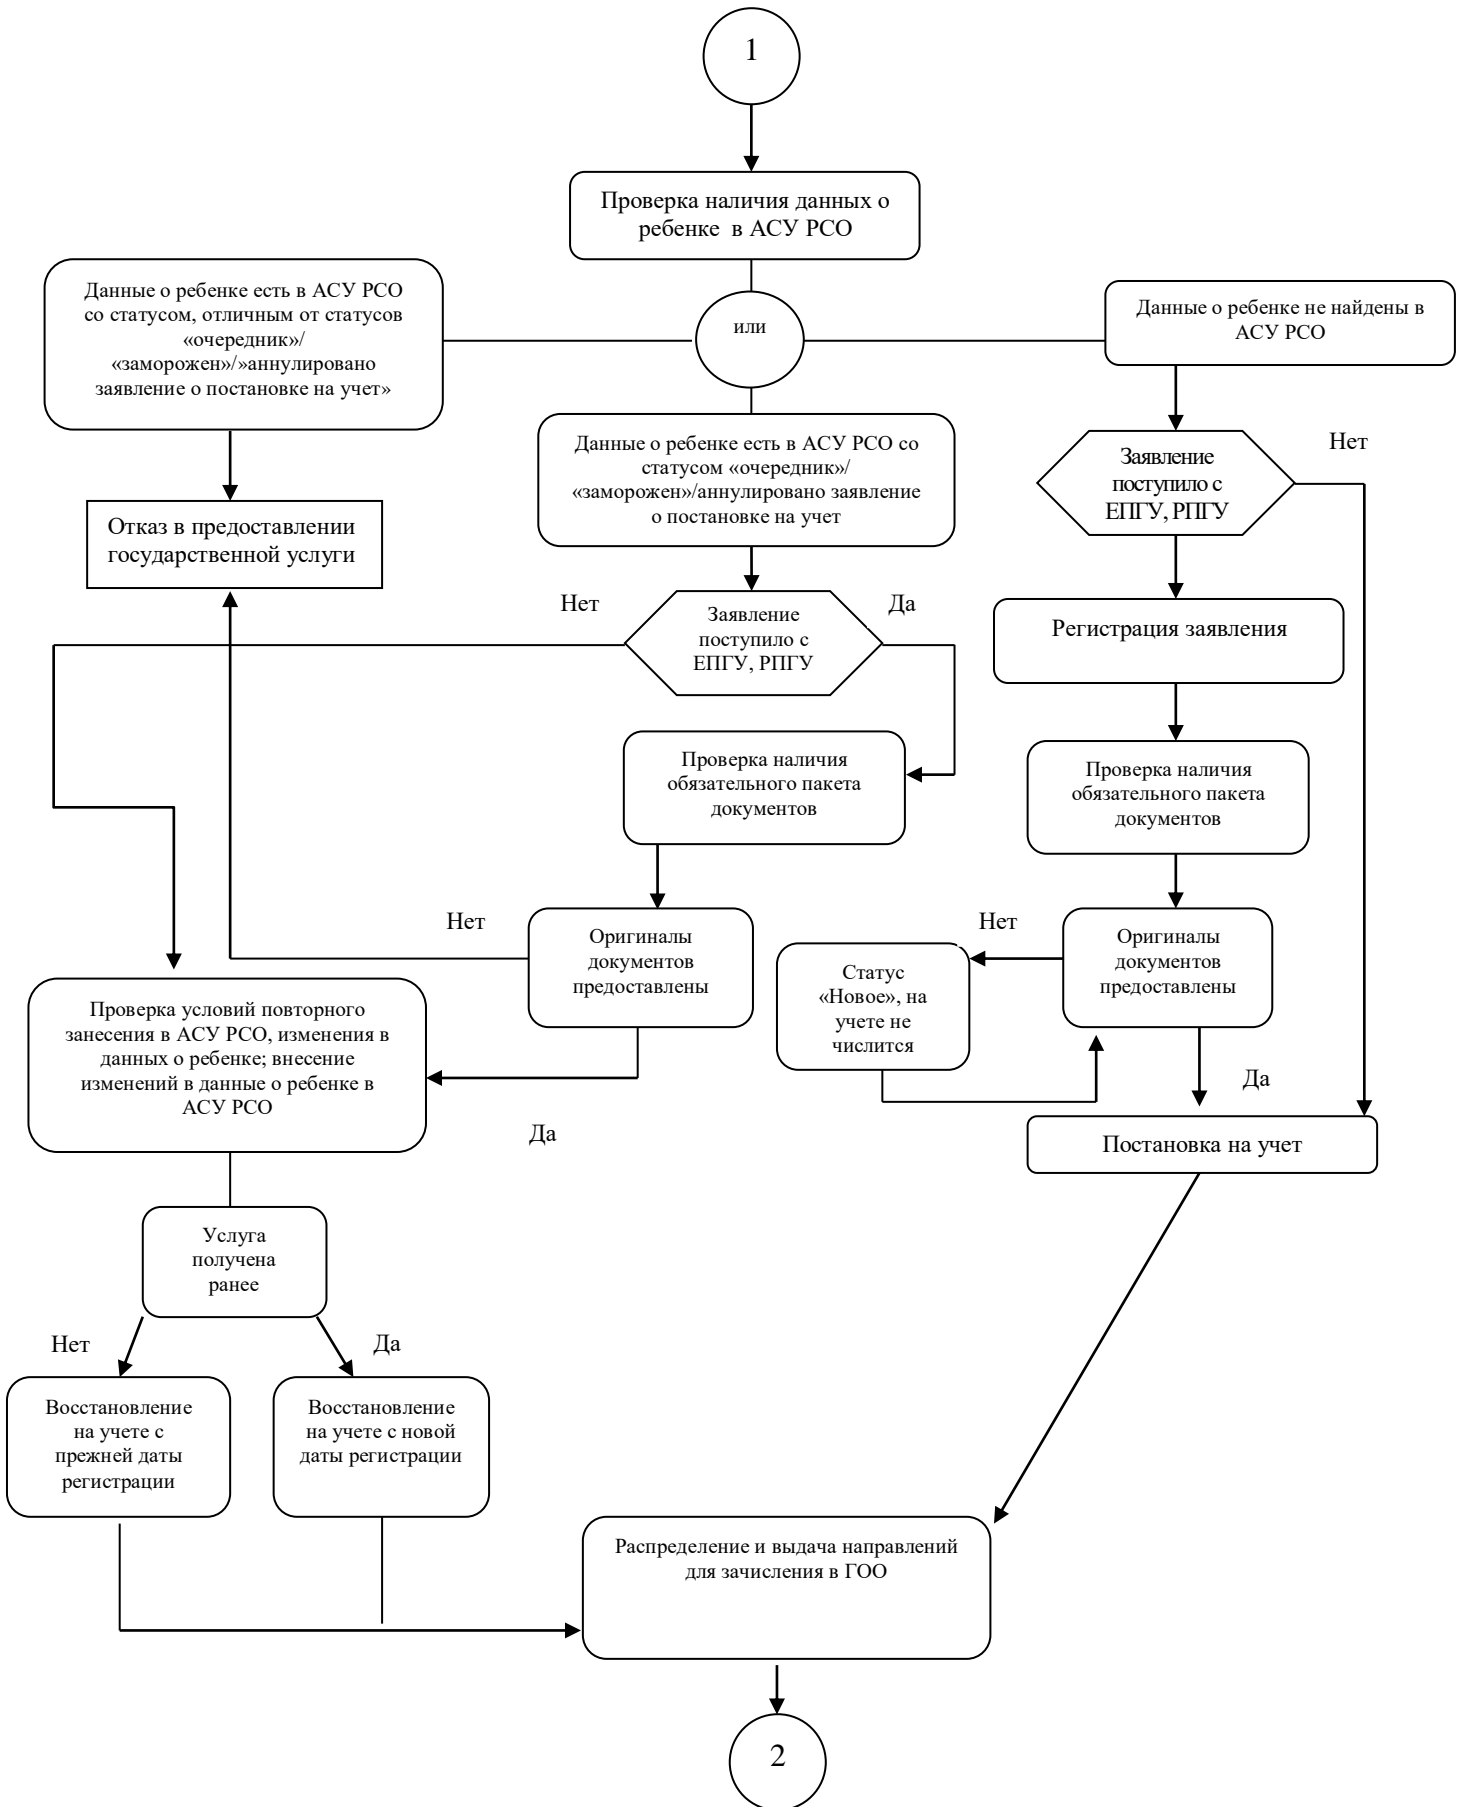 1
Проверка наличия данных о
ребенке в АСУ РСО
Данные о ребенке есть в АСУ РСО
со статусом, отличным от статусов
«очередник»/
«заморожен»/»аннулировано
заявление о постановке на учет»
или
Данные о ребенке не найдены в
АСУ РСО
Данные о ребенке есть в АСУ РСО со
статусом «очередник»/
«заморожен»/аннулировано заявление
о постановке на учет
Заявление
поступило с
ЕПГУ, РПГУ
Нет
Отказ в предоставлении
государственной услуги
Нет
Заявление
поступило с
ЕПГУ, РПГУ
Да
Регистрация заявления
Проверка наличия
обязательного пакета
документов
Проверка наличия
обязательного пакета
документов
Нет
Оригиналы
документов
предоставлены
Нет
Статус
«Новое», на
учете не
числится
Оригиналы
документов
предоставлены
Проверка условий повторного
занесения в АСУ РСО, изменения в
данных о ребенке; внесение
изменений в данные о ребенке в
АСУ РСО
Да
Да
Постановка на учет
Услуга
получена
ранее
Нет
Да
Восстановление
на учете с
прежней даты
регистрации
Восстановление
на учете с новой
даты регистрации
Распределение и выдача направлений
для зачисления в ГОО
2